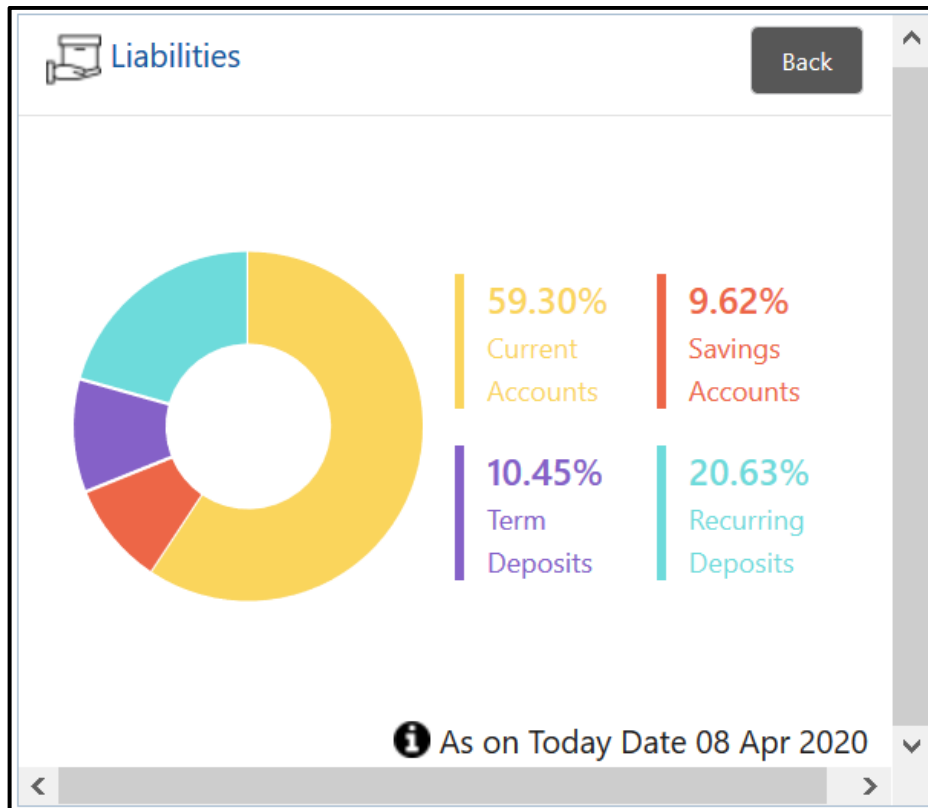 Liabilities
Back
59.30%
Current
Accounts
9.62%
Savings
Accounts
10.45%
Term
Deposits
20.63%
Recurring
Deposits
As on Today Date 08 Apr 2020